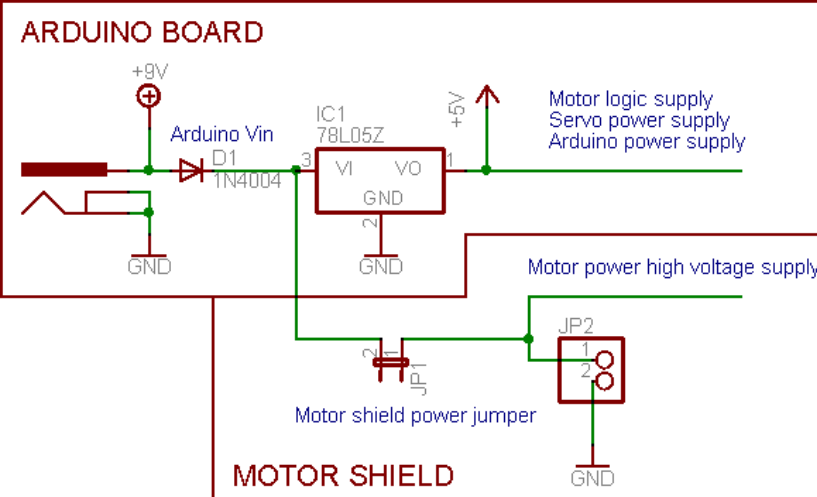 ARDUINO BOARD
+9V
Arduino Vin
D1
1N4004
IC1
78L05Z
3
VI
VO
1
GND
2
+5V
Motor logic supply
Servo power supply
Arduino power supply
GND
GND
Motor power high voltage supply
JP2
1
2
2
1
JP1
Motor shield power jumper
MOTOR SHIELD
GND